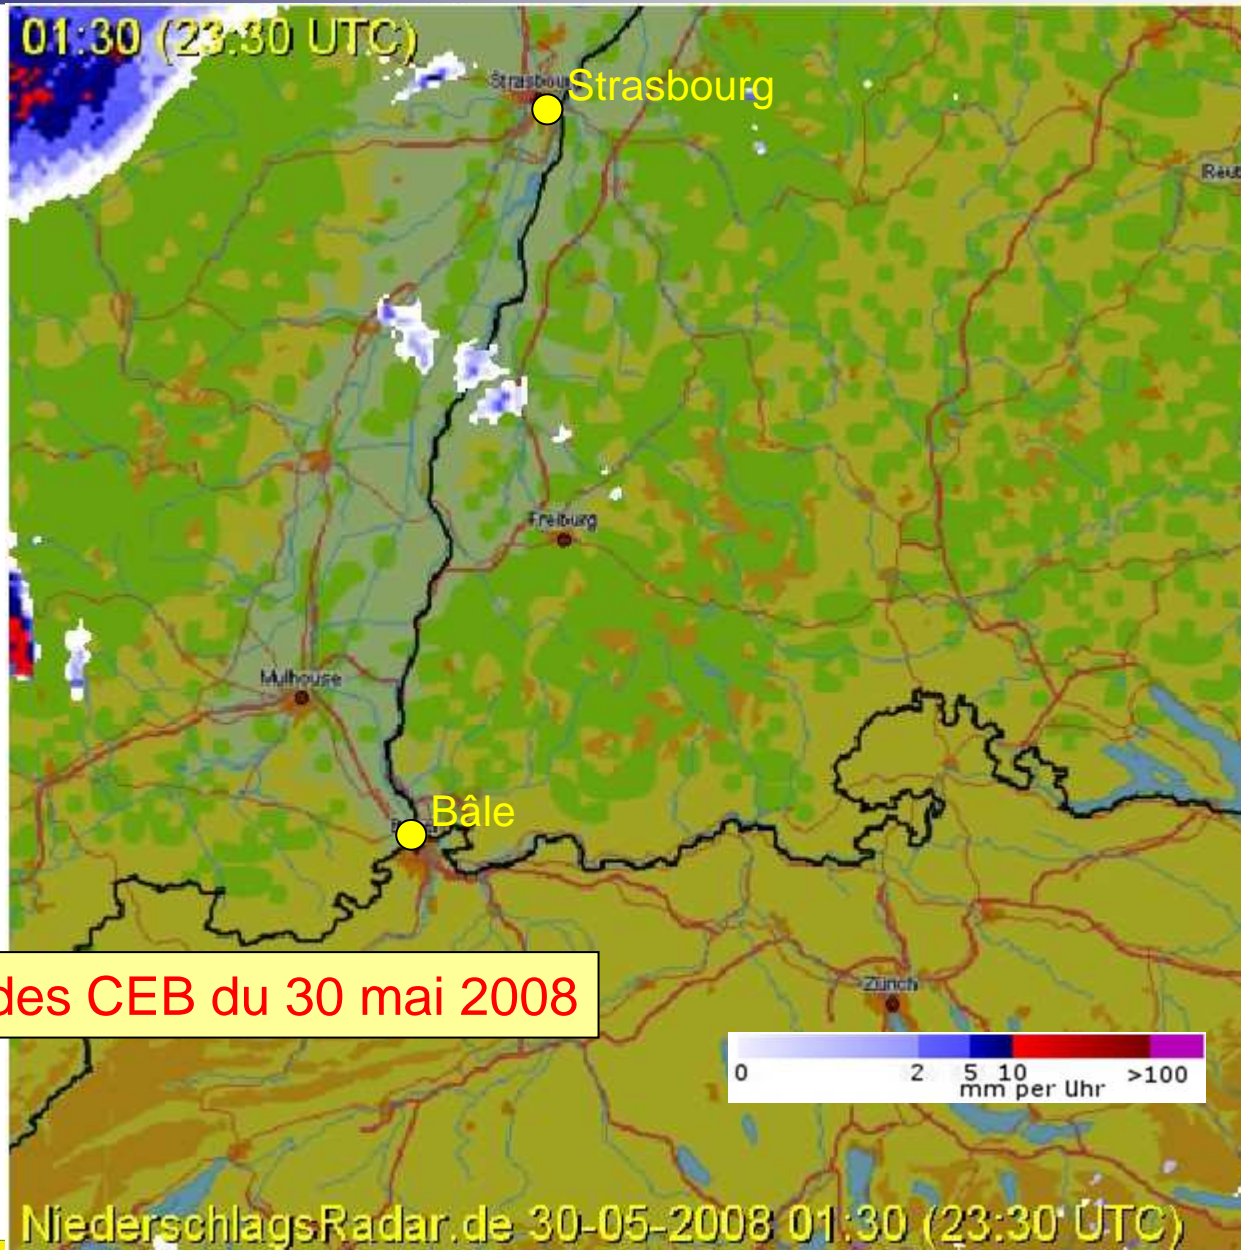 01:30 (23:30 UTC)
Strasbourg
Strasbourg
Freiburg
Mulhouse
Bâle
des CEB du 30 mai 2008
Zürich
0 2 5 10 >100
mm per Uhr
NiederschlagsRadar.de 30-05-2008 01:30 (23:30 UTC)